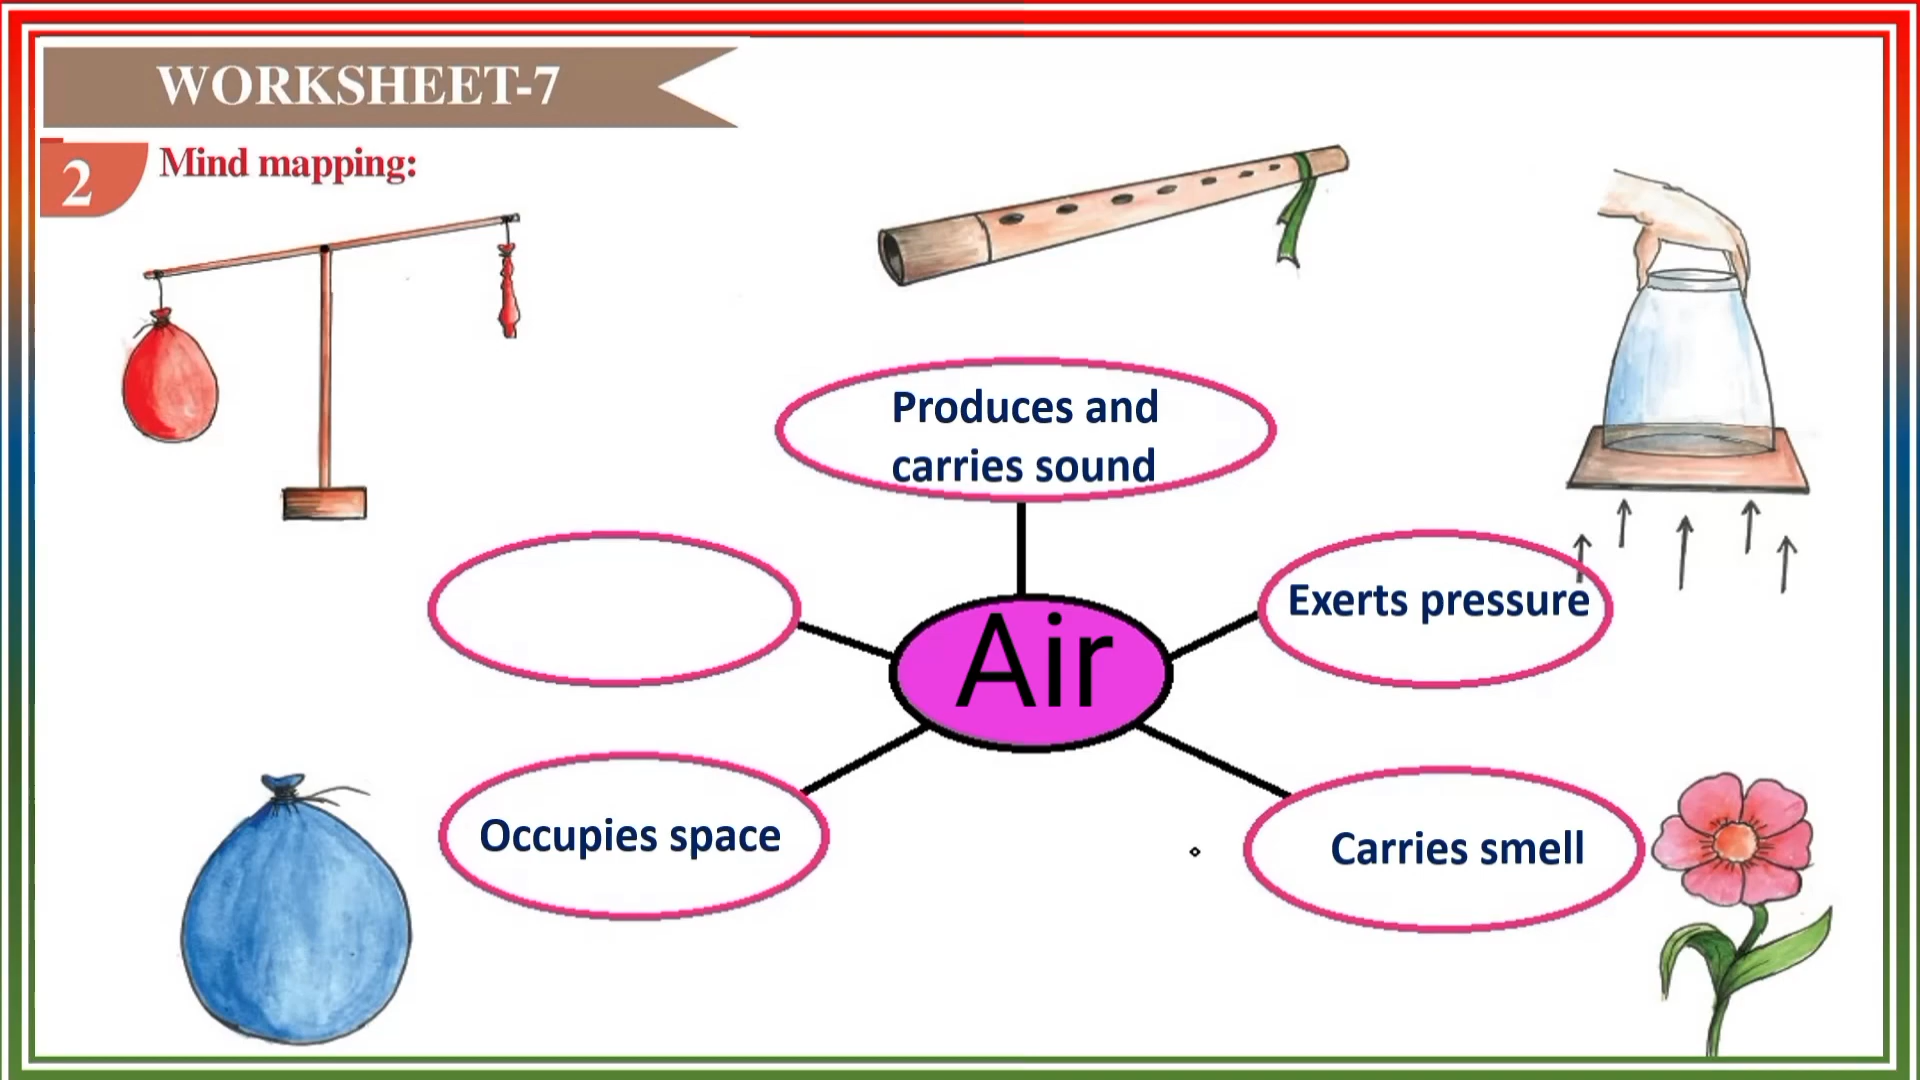 WORKSHEET-7
2
Mind mapping:
Produces and
carries sound
Exerts pressure
Air
Occupies space
Carries smell